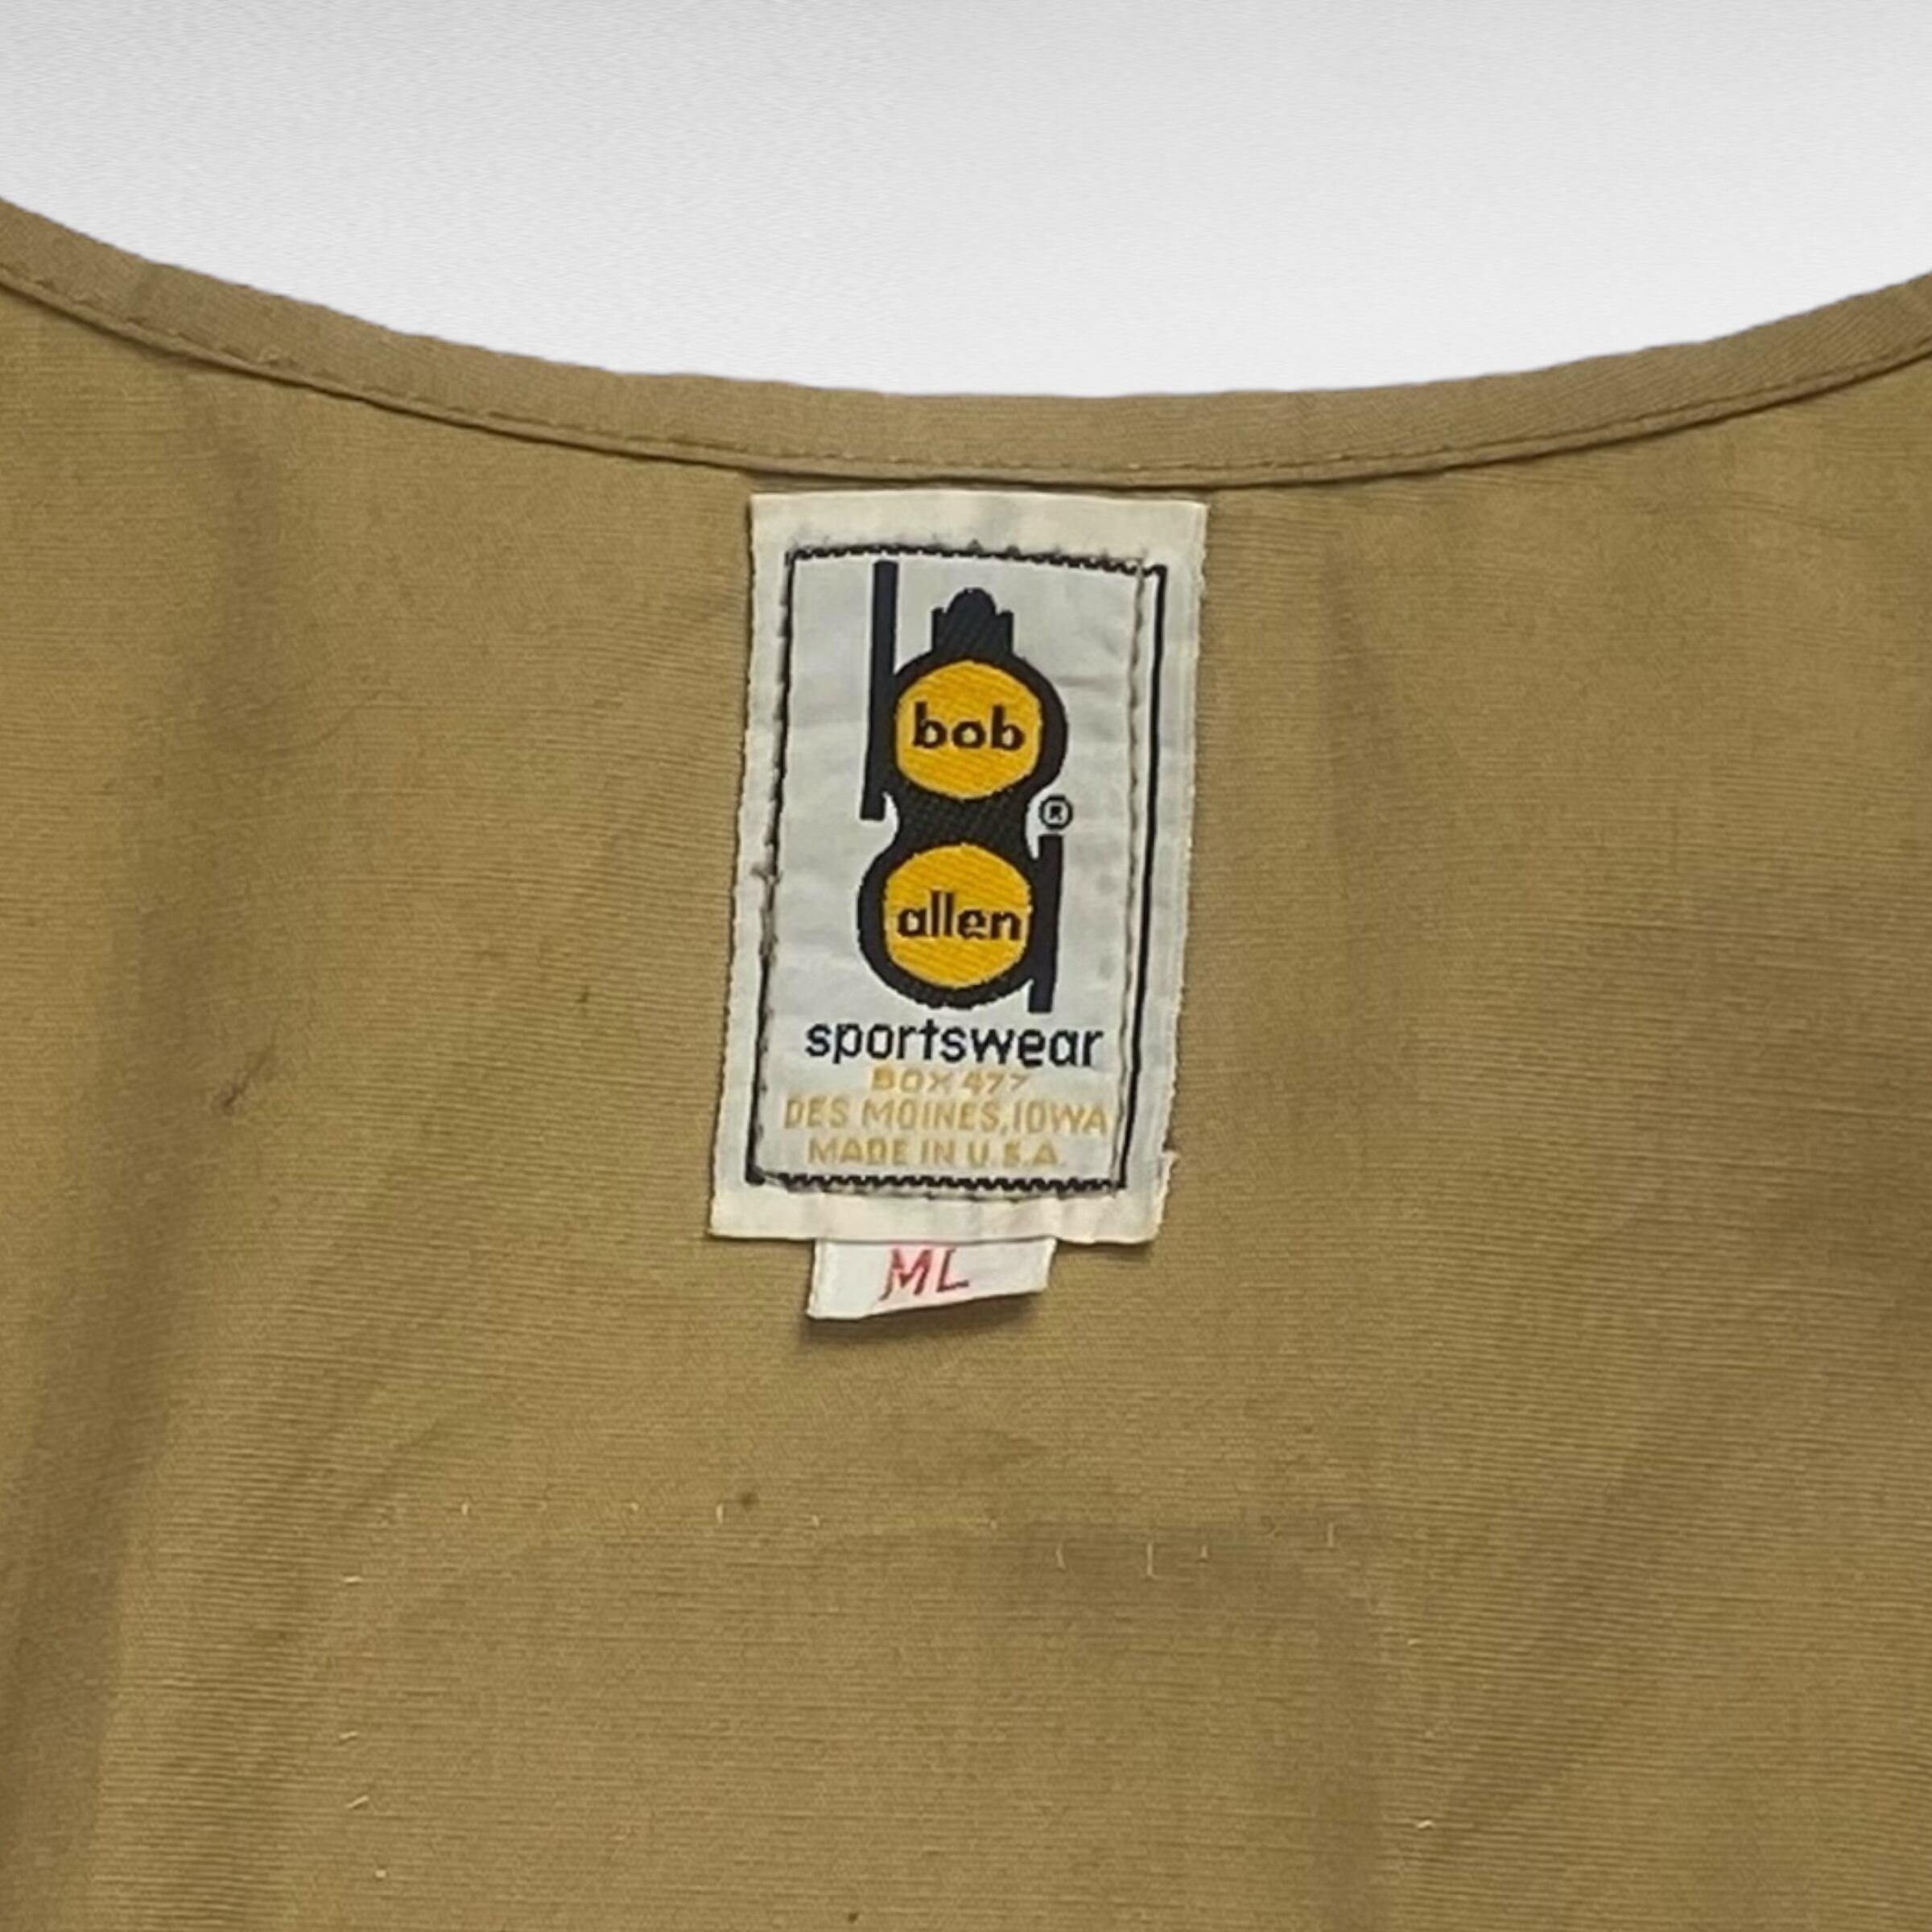 bob
®
allen
sportswear
BOX 477
DES MOINES, IOWA
MADE IN U.S.A.
ML